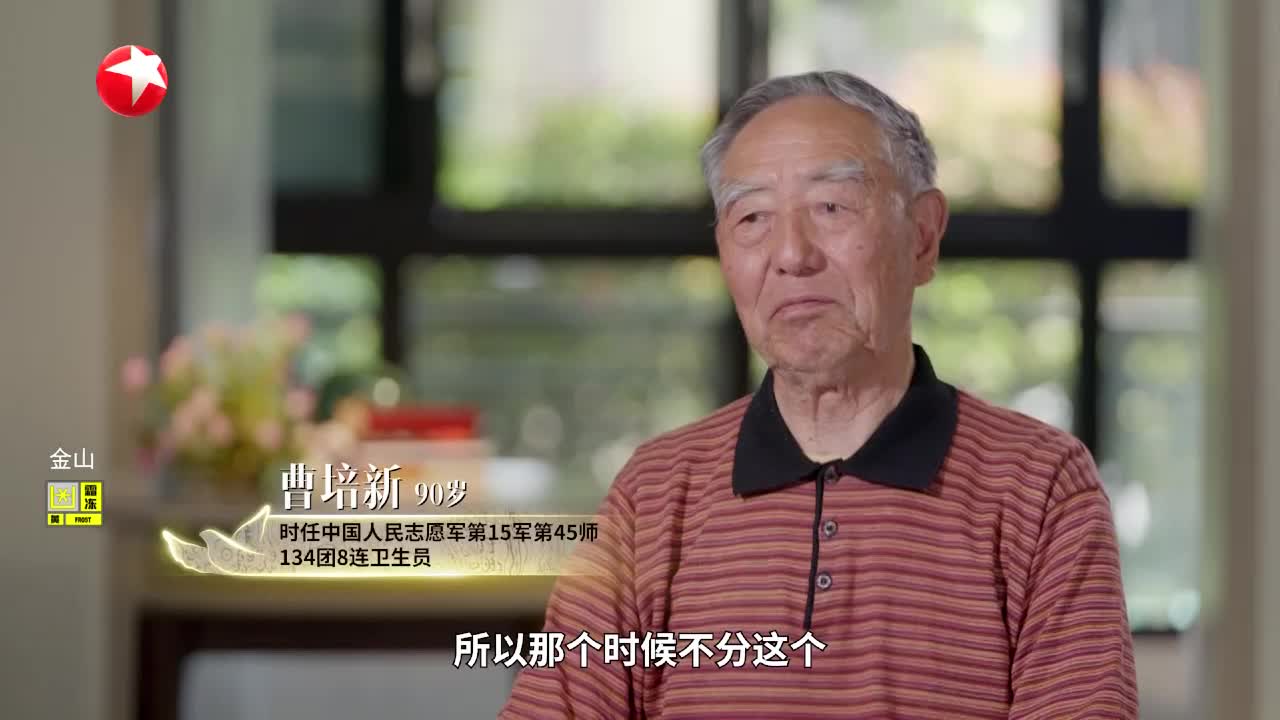 金山
霜冻
黄 FROST
曹培新 90岁
时任中国人民志愿军第15军第45师
134团8连卫生员
所以那个时候不分这个